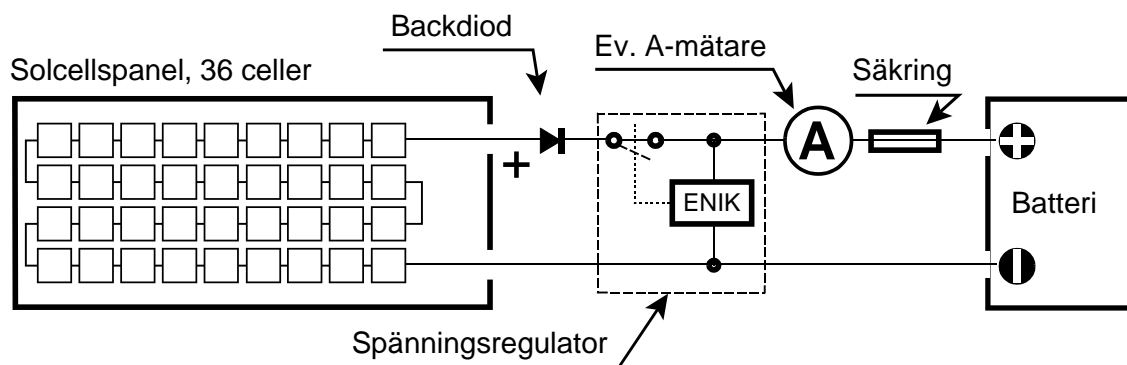 Backdiod
Ev. A-mätare
Solcellspanel, 36 celler
Säkring
+
A
ENIK
Batteri
Spänningsregulator